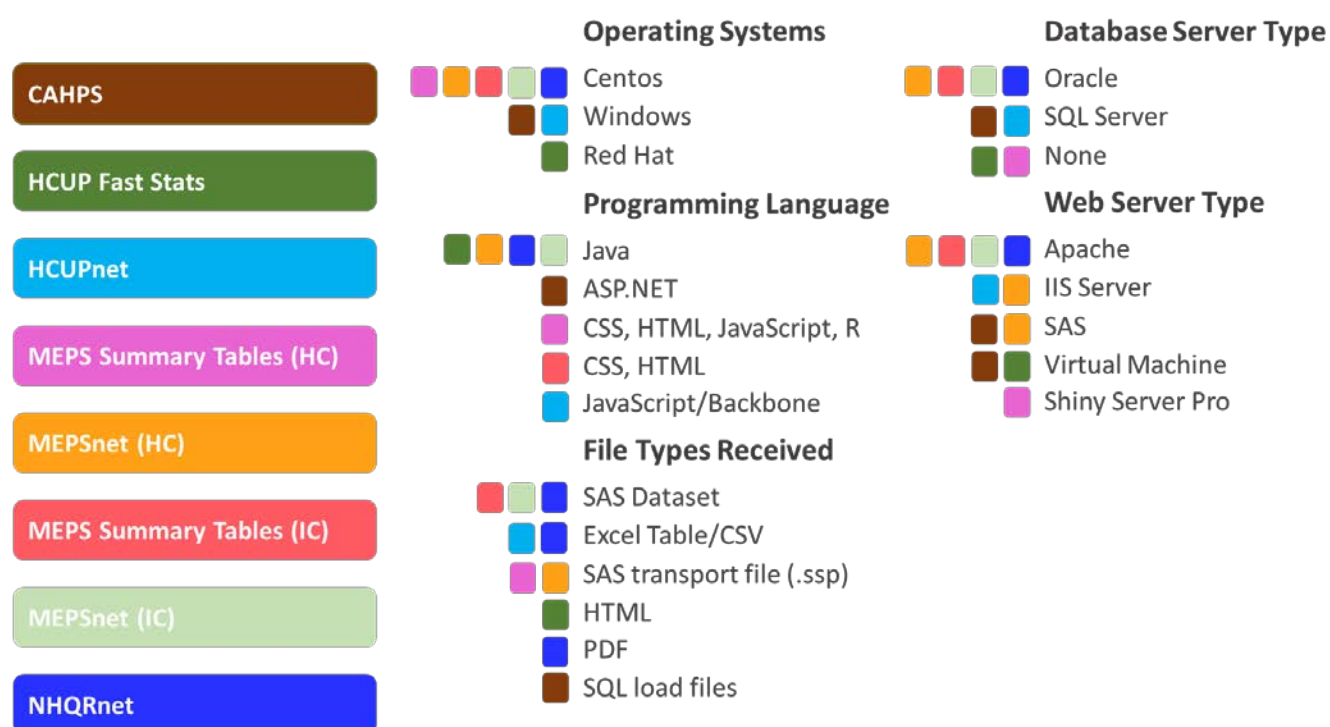 CAHPS
HCUP Fast Stats
HCUPnet
MEPS Summary Tables (HC)
MEPSnet (HC)
MEPS Summary Tables (IC)
MEPSnet (IC)
NHQRnet
Operating Systems
Centos
Windows
Red Hat
Programming Language
Java
ASP.NET
CSS, HTML, JavaScript, R
CSS, HTML
JavaScript/Backbone
File Types Received
SAS Dataset
Excel Table/CSV
SAS transport file (.ssp)
HTML
PDF
SQL load files
Database Server Type
Oracle
SQL Server
None
Web Server Type
Apache
IIS Server
SAS
Virtual Machine
Shiny Server Pro